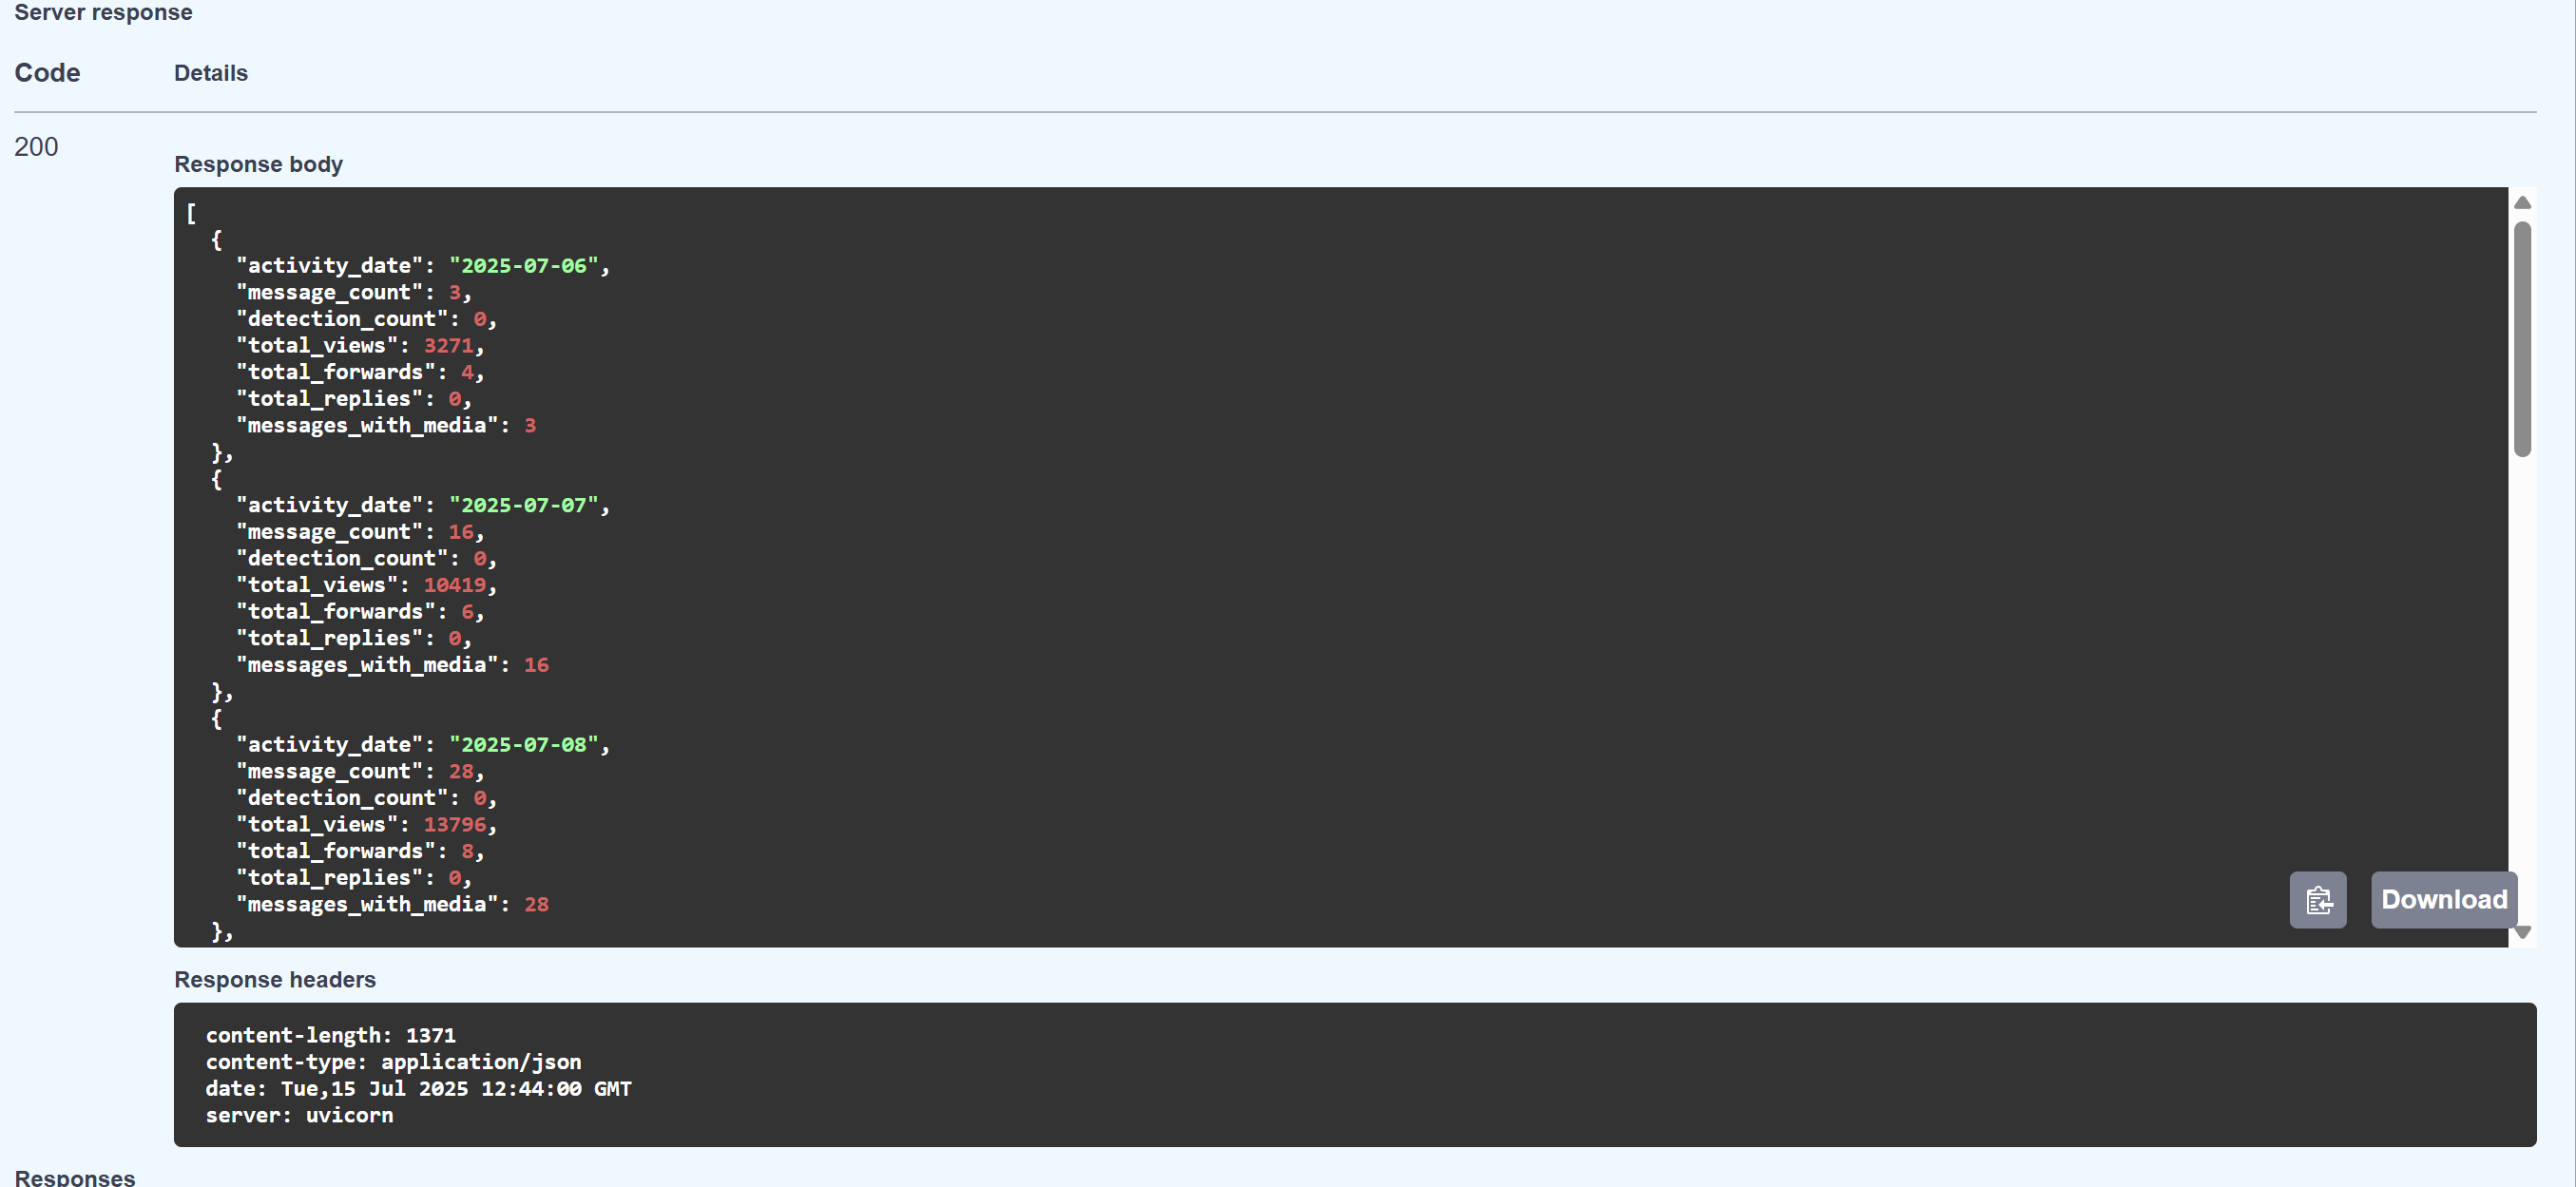 Server response
Code Details
200
Response body
[
  {
    "activity_date": "2025-07-06",
    "message_count": 3,
    "detection_count": 0,
    "total_views": 3271,
    "total_forwards": 4,
    "total_replies": 0,
    "messages_with_media": 3
  },
  {
    "activity_date": "2025-07-07",
    "message_count": 16,
    "detection_count": 0,
    "total_views": 10419,
    "total_forwards": 6,
    "total_replies": 0,
    "messages_with_media": 16
  },
  {
    "activity_date": "2025-07-08",
    "message_count": 28,
    "detection_count": 0,
    "total_views": 13796,
    "total_forwards": 8,
    "total_replies": 0,
    "messages_with_media": 28
  },
Download
Response headers
content-length: 1371
content-type: application/json
date: Tue,15 Jul 2025 12:44:00 GMT
server: uvicorn
Responses